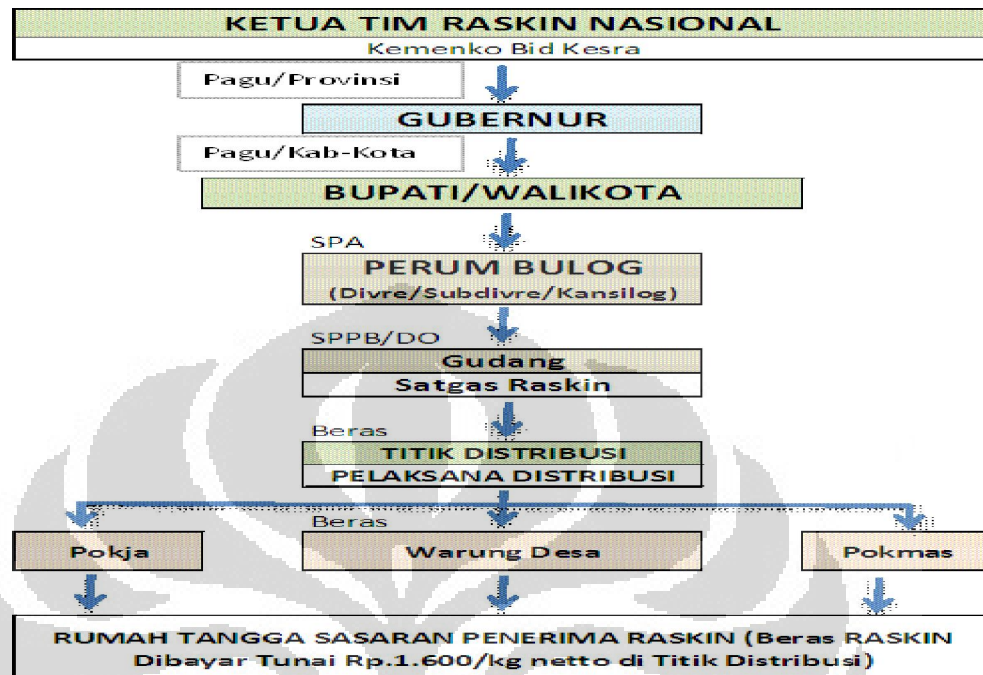 KETUA TIM RASKIN NASIONAL
Kemenko Bid Kesra
Pagu/Provinsi
GUBERNUR
Pagu/Kab-Kota
BUPATI/WALIKOTA
SPA
PERUM BULOG
(Divre/Subdivre/Kansilog)
SPPB/DO
Gudang
Satgas Raskin
Beras
TITIK DISTRIBUSI
PELAKSANA DISTRIBUSI
Beras
Pokja
Warung Desa
Pokmas
RUMAH TANGGA SASARAN PENERIMA RASKIN (Beras RASKIN
Dibayar Tunai Rp.1.600/kg netto di Titik Distribusi)